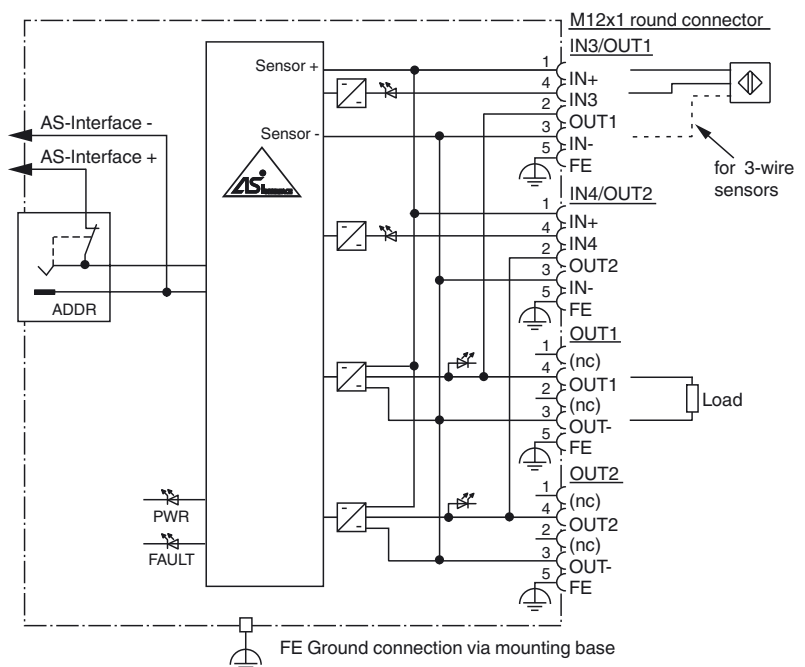 M12x1 round connector
IN3/OUT1
Sensor +
1
IN+
4
IN3
2
OUT1
Sensor -
3
IN-
5
FE
for 3-wire
sensors
AS-Interface -
AS-Interface +
ADDR
IN4/OUT2
1
IN+
4
IN4
2
OUT2
3
IN-
5
FE
OUT1
1
(nc)
4
OUT1
2
(nc)
3
OUT-
5
FE
Load
OUT2
1
(nc)
4
OUT2
2
(nc)
3
OUT-
5
FE
PWR
FAULT
FE Ground connection via mounting base